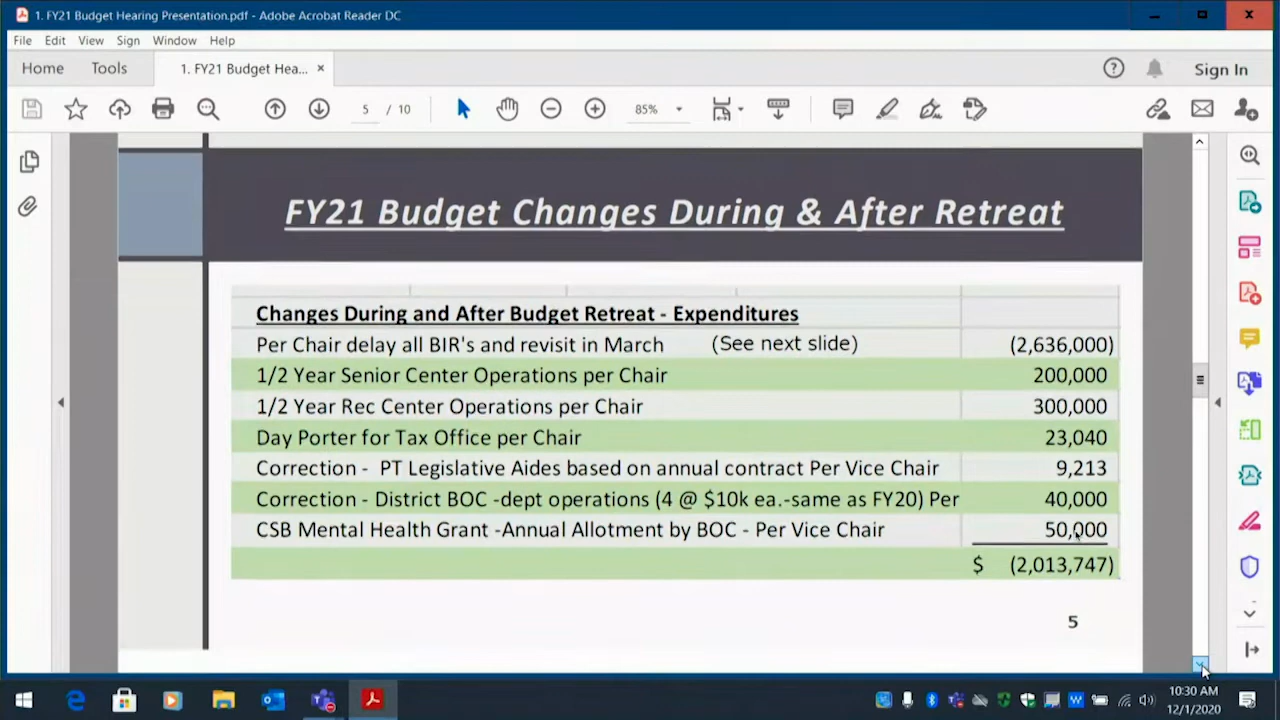 1. FY21 Budget Hearing Presentation.pdf - Adobe Acrobat Reader DC
File Edit View Sign Window Help
Home Tools 1. FY21 Budget Hea... × Sign In
5 / 10 85%
FY21 Budget Changes During & After Retreat
Changes During and After Budget Retreat - Expenditures
Per Chair delay all BIR's and revisit in March (See next slide) (2,636,000)
1/2 Year Senior Center Operations per Chair 200,000
1/2 Year Rec Center Operations per Chair 300,000
Day Porter for Tax Office per Chair 23,040
Correction - PT Legislative Aides based on annual contract Per Vice Chair 9,213
Correction - District BOC -dept operations (4 @ $10k ea.-same as FY20) Per 40,000
CSB Mental Health Grant -Annual Allotment by BOC - Per Vice Chair 50,000
$ (2,013,747)
5
10:30 AM
12/1/2020